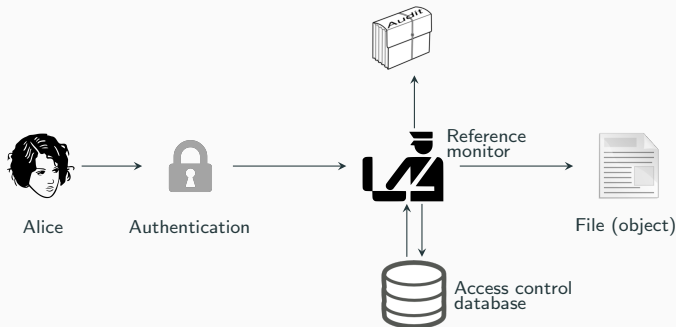 Audit
Reference
monitor
Alice
Authentication
File (object)
Access control
database